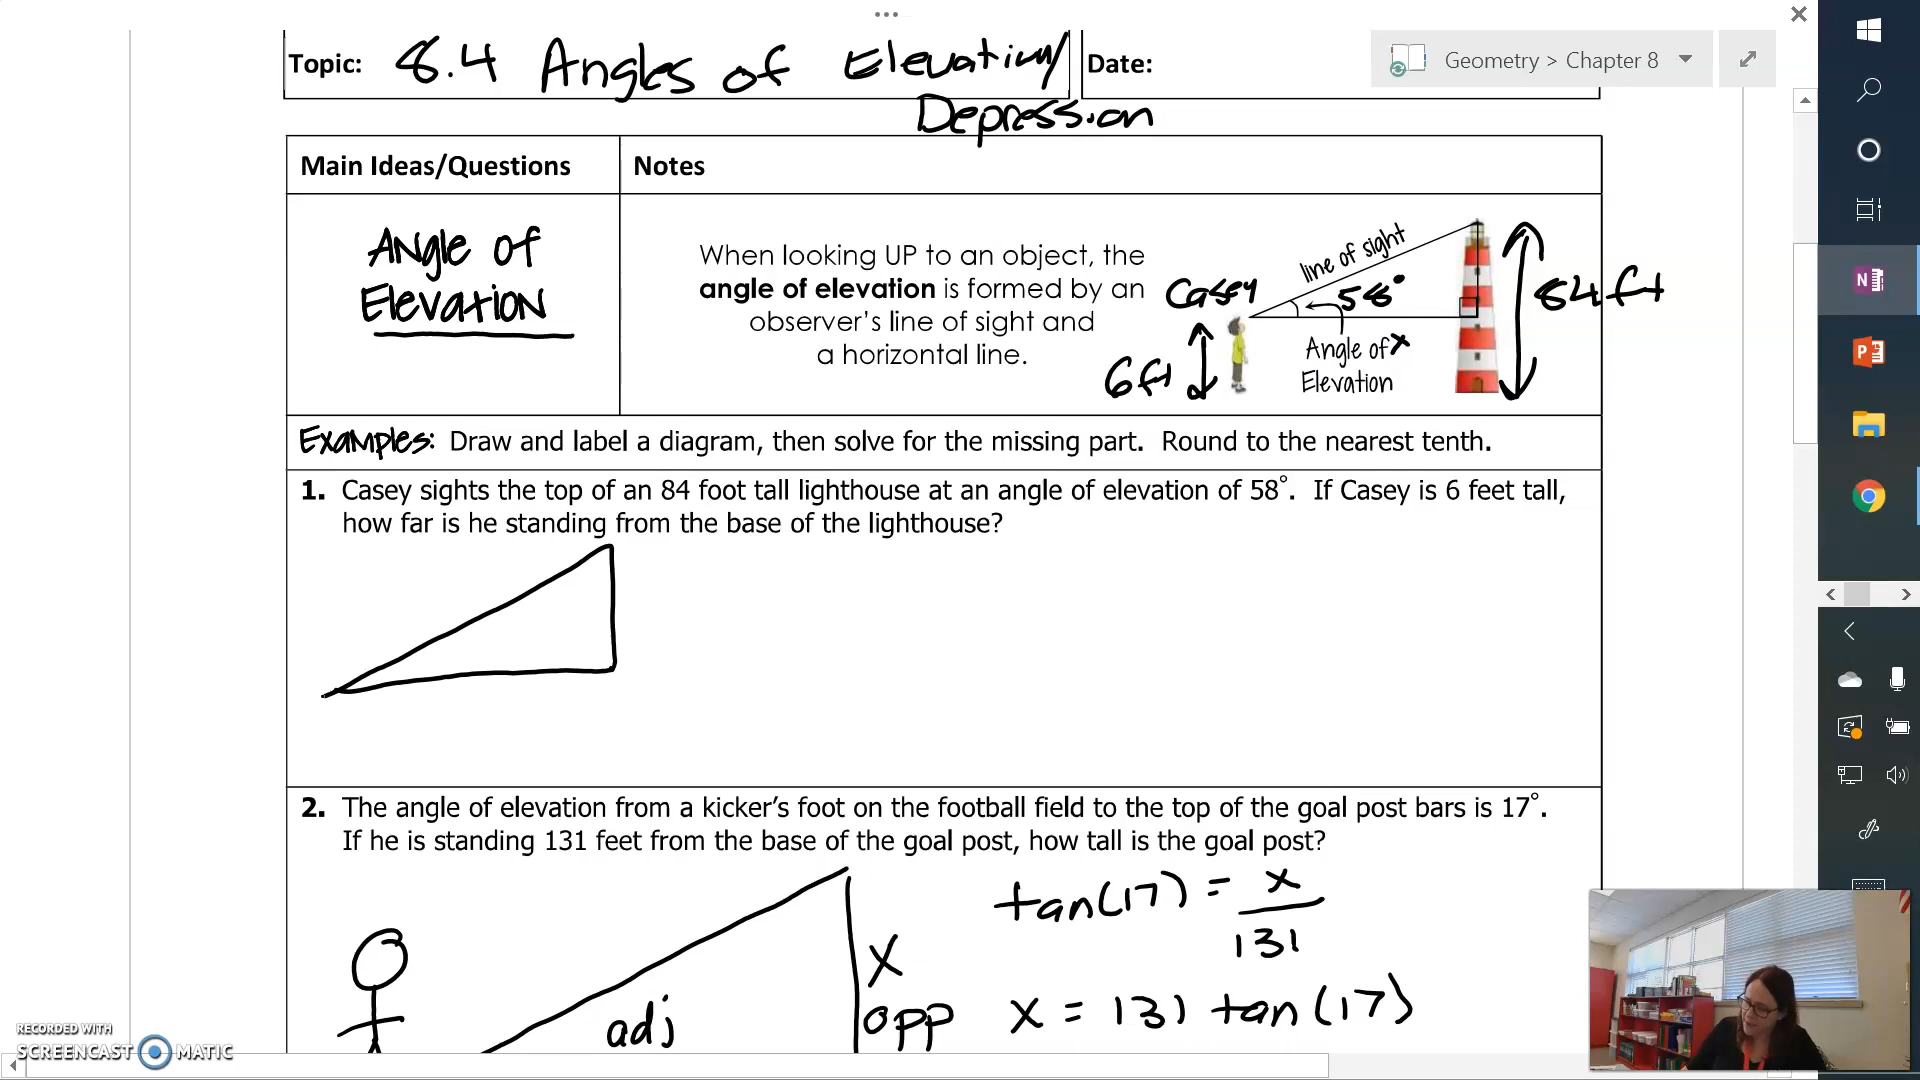 Topic: 8.4 Angles of Elevation/ Date:
Depression
Geometry > Chapter 8
Main Ideas/Questions
Notes
Angle of
Elevation
When looking UP to an object, the
angle of elevation is formed by an
observer's line of sight and
a horizontal line.
line of sight
Casey
58°
84 ft
6 ft
Angle of x
Elevation
Examples: Draw and label a diagram, then solve for the missing part. Round to the nearest tenth.
1. Casey sights the top of an 84 foot tall lighthouse at an angle of elevation of 58°. If Casey is 6 feet tall,
how far is he standing from the base of the lighthouse?
2. The angle of elevation from a kicker's foot on the football field to the top of the goal post bars is 17°.
If he is standing 131 feet from the base of the goal post, how tall is the goal post?
tan(17) = x
131
x
adj
opp
x = 131 tan(17)
RECORDED WITH
SCREENCAST MATIC